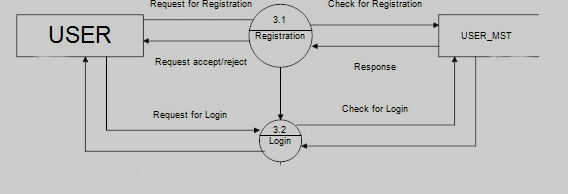 Request for Registration
Check for Registration
3.1
USER
Registration
USER_MST
Request accept/reject
Response
Request for Login
Check for Login
3.2
Login